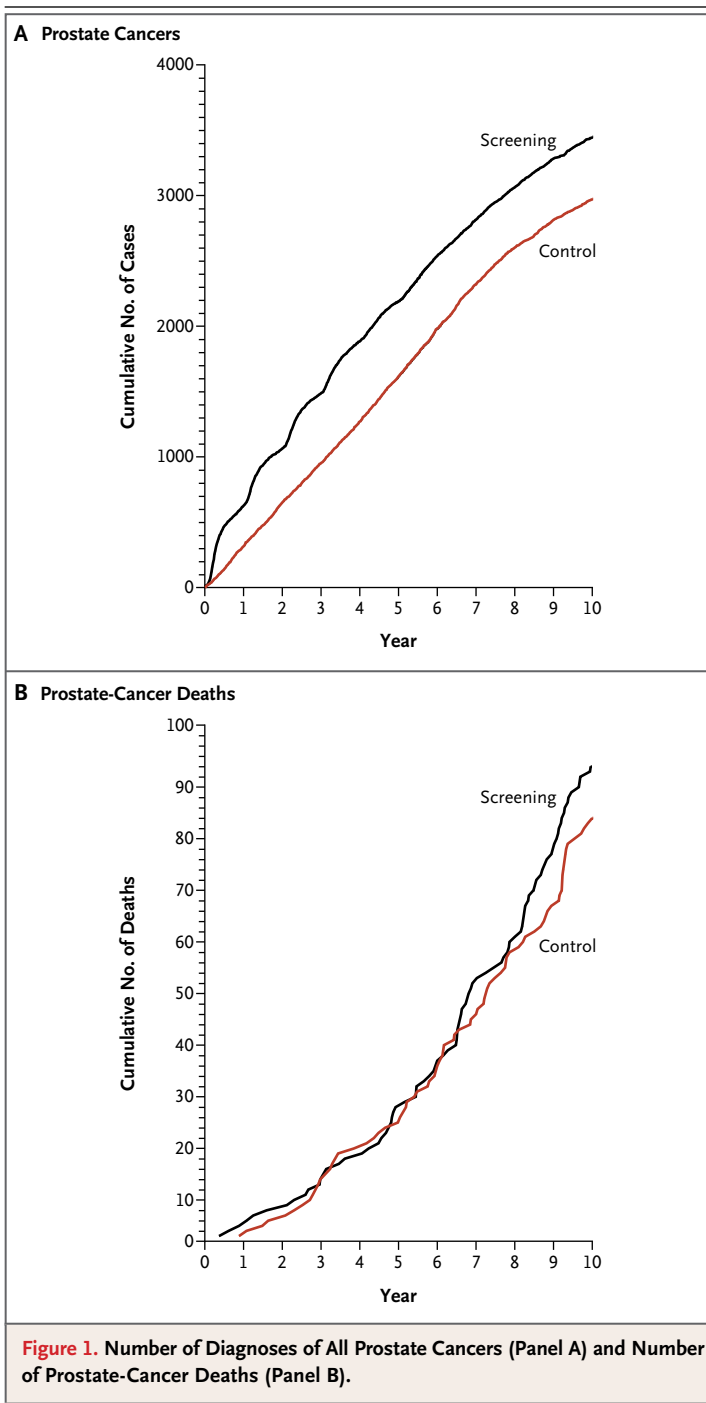 A Prostate Cancers
4000
3000
2000
1000
0
Cumulative No. of Cases
Screening
Control
0 1 2 3 4 5 6 7 8 9 10
Year
B Prostate-Cancer Deaths
100
90
80
70
60
50
40
30
20
10
0
Cumulative No. of Deaths
Screening
Control
0 1 2 3 4 5 6 7 8 9 10
Year
Figure 1. Number of Diagnoses of All Prostate Cancers (Panel A) and Number
of Prostate-Cancer Deaths (Panel B).